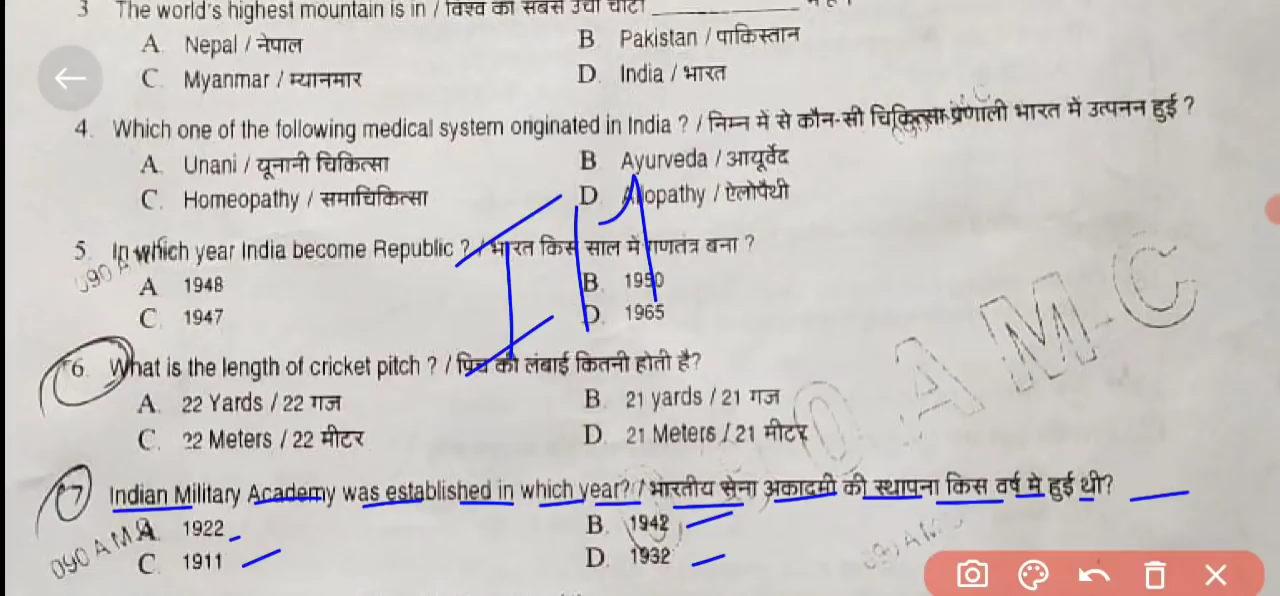 3 The world's highest mountain is in / विश्व की सबसे ऊंची चोटी
A. Nepal / नेपाल B Pakistan / पाकिस्तान
C. Myanmar / म्यानमार D. India / भारत
4. Which one of the following medical system originated in India ? / निम्न में से कौन-सी चिकित्सा प्रणाली भारत में उत्पनन हुई ?
A. Unani / यूनानी चिकित्सा B Ayurveda / आयूर्वेद
C. Homeopathy / समाचिकित्सा D. Allopathy / ऐलोपैथी
5. In which year India become Republic ? / भारत किस साल में गणतंत्र बना ?
A 1948 B. 1950
C. 1947 D. 1965
6. What is the length of cricket pitch ? / पिच की लंबाई कितनी होती है?
A. 22 Yards / 22 गज B. 21 yards / 21 गज
C. 22 Meters / 22 मीटर D. 21 Meters / 21 मीटर
7 Indian Military Academy was established in which year? / भारतीय सेना अकादमी की स्थापना किस वर्ष मे हुई थी?
A. 1922 B. 1942
C. 1911 D. 1932
AMC
090 AMC